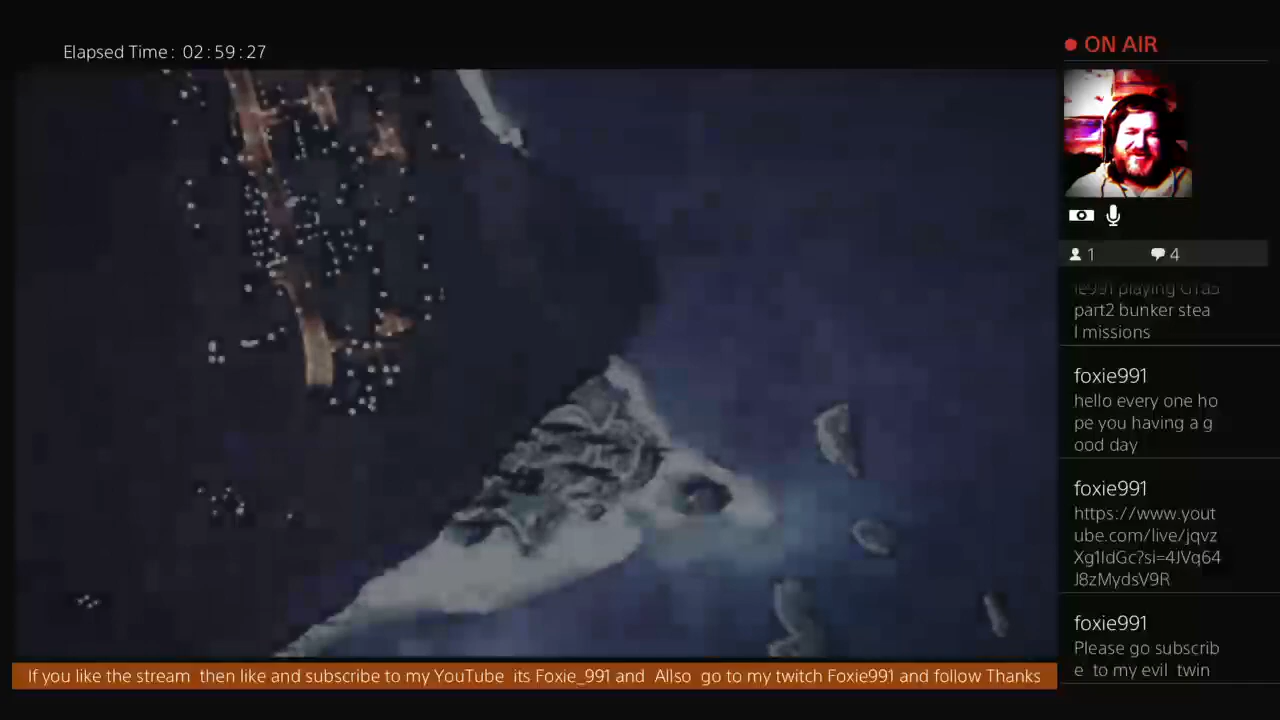 Elapsed Time: 02:59:27
ON AIR
1 4
part2 bunker stea
l missions
foxie991
hello every one ho
pe you having a g
ood day
foxie991
https://www.yout
ube.com/live/jqvz
Xg1ldGc?si=4JVq64
J8zMydsV9R
foxie991
Please go subscrib
e to my evil twin
If you like the stream then like and subscribe to my YouTube its Foxie_991 and Allso go to my twitch Foxie991 and follow Thanks